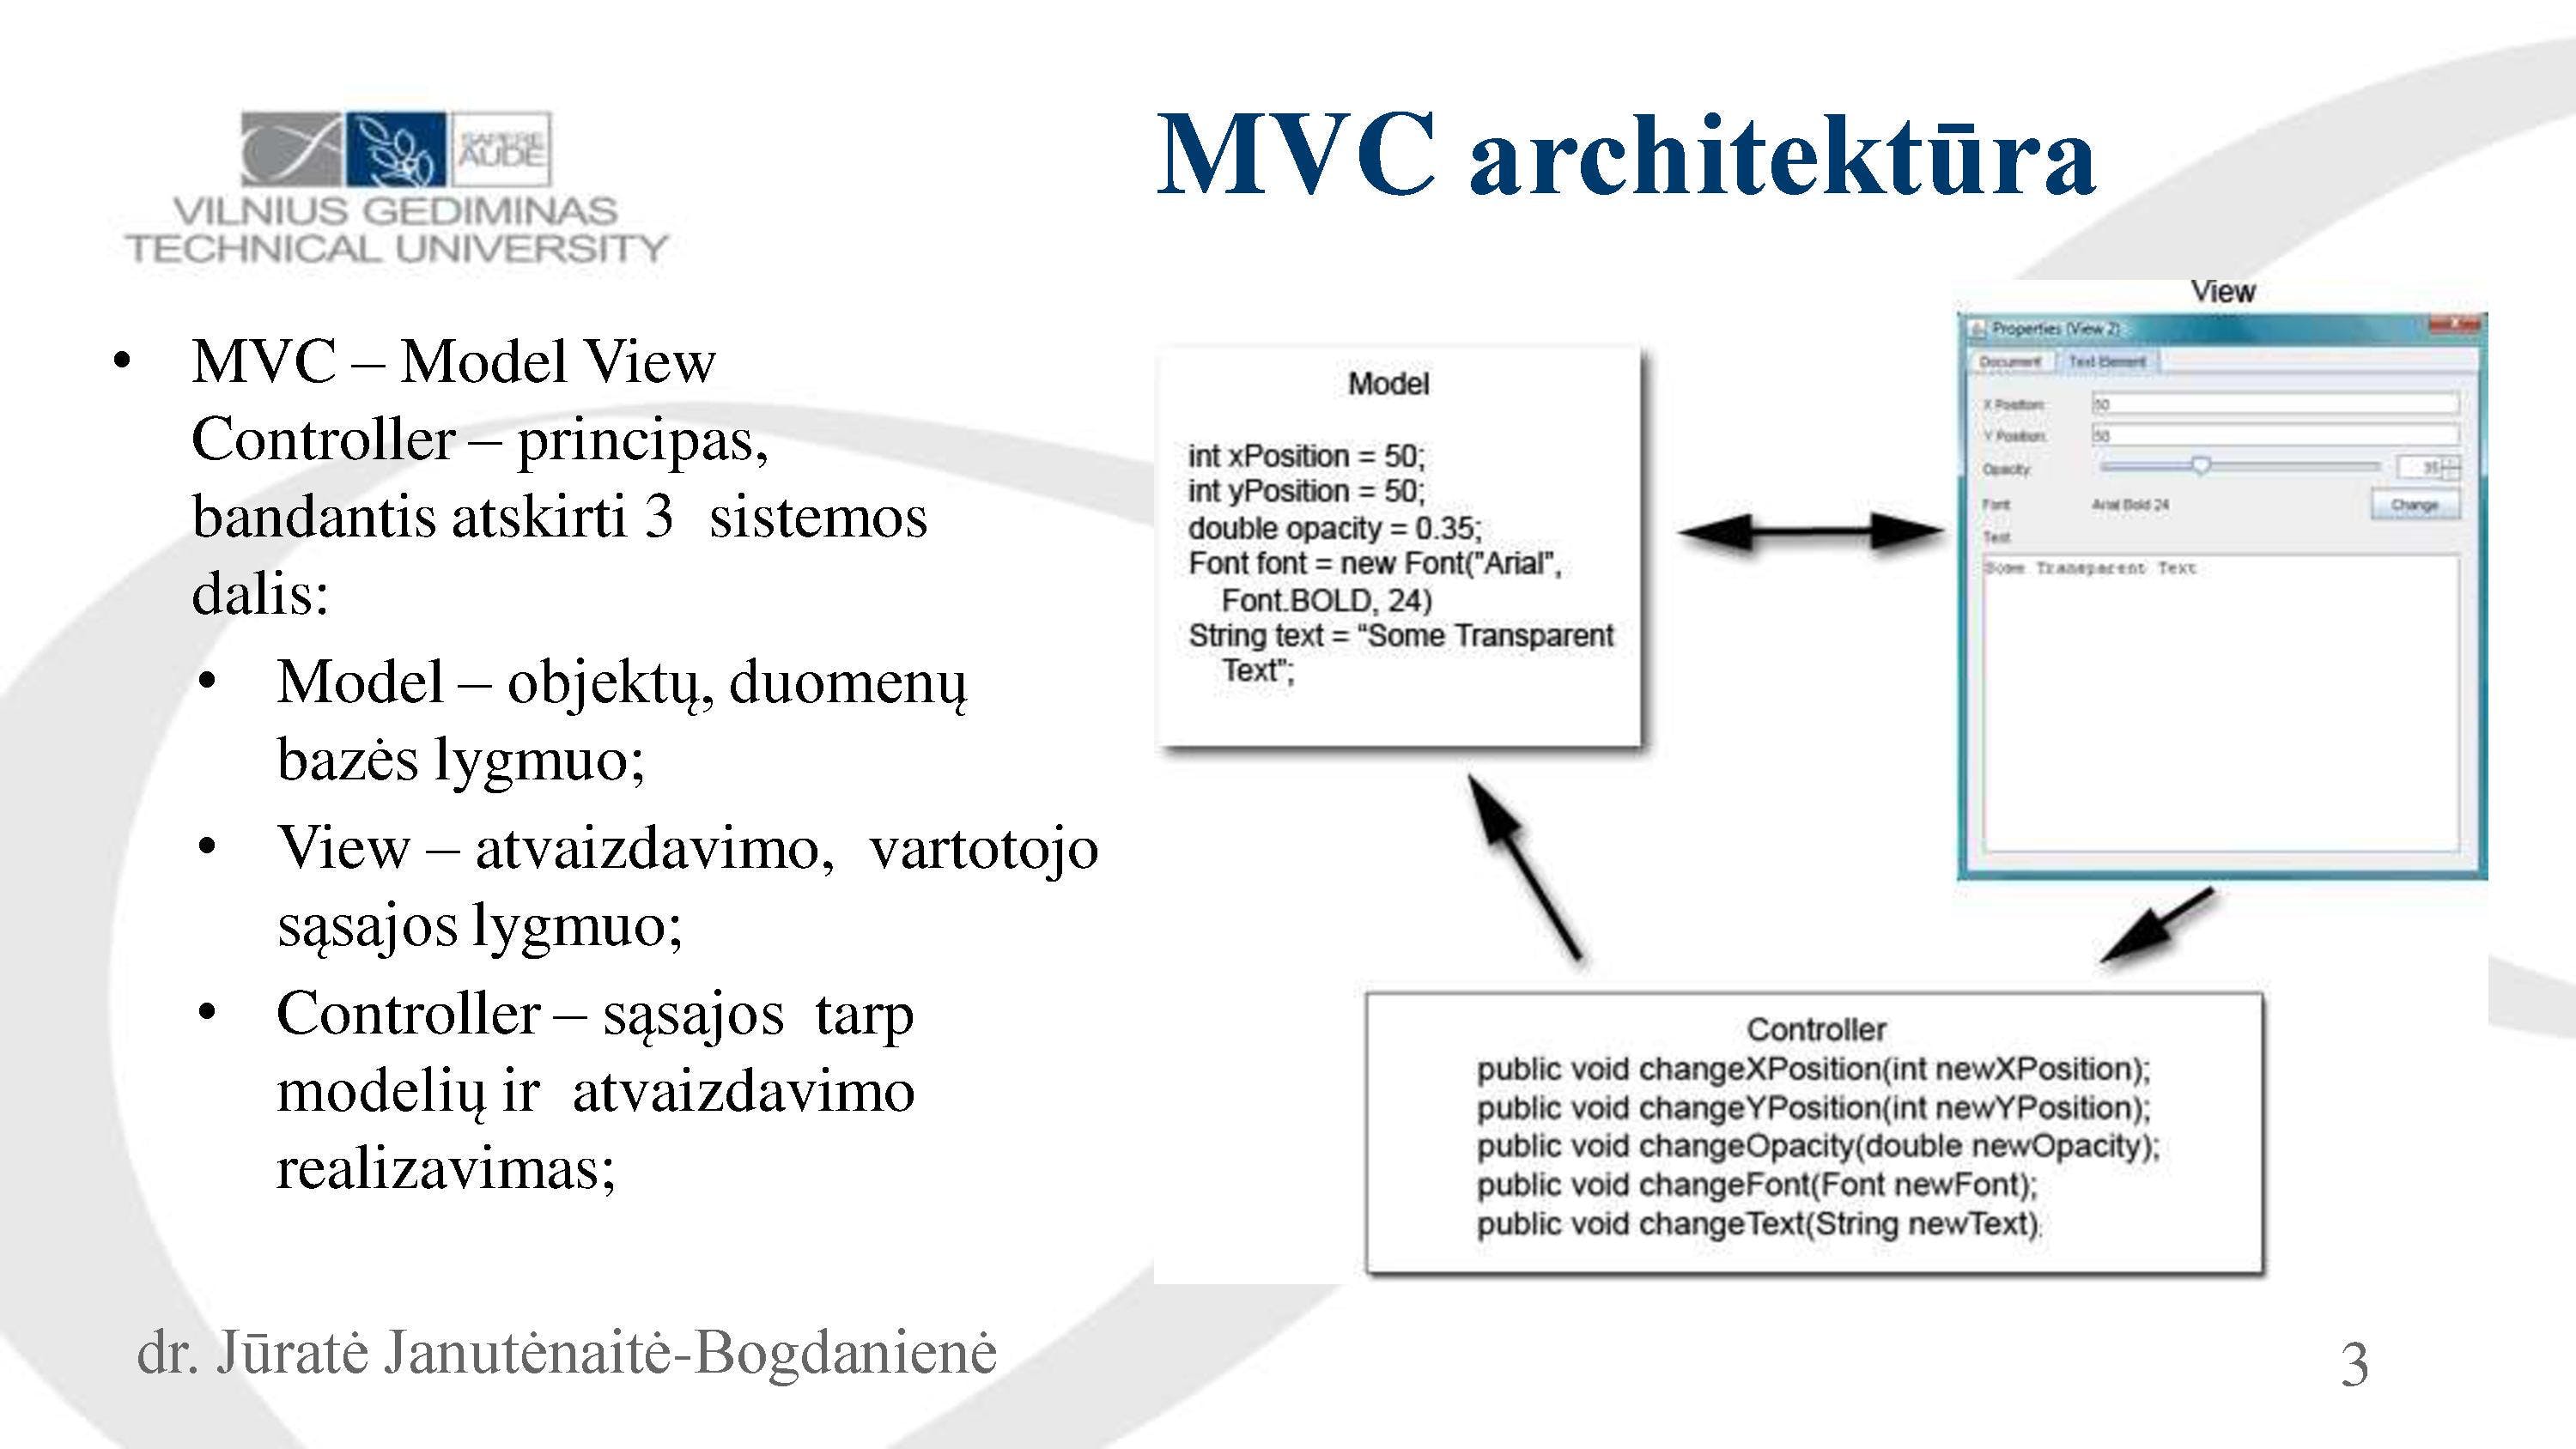 SAPERE
AUDE
VILNIUS GEDIMINAS
TECHNICAL UNIVERSITY
MVC architektūra
• MVC – Model View
Controller – principas,
bandantis atskirti 3 sistemos
dalis:
• Model – objektų, duomenų
bazės lygmuo;
• View – atvaizdavimo, vartotojo
sąsajos lygmuo;
• Controller – sąsajos tarp
modelių ir atvaizdavimo
realizavimas;
Model
int xPosition = 50;
int yPosition = 50;
double opacity = 0.35;
Font font = new Font("Arial",
Font.BOLD, 24)
String text = "Some Transparent
Text";
View
Properties (View 2)
Document Text Element
X Position: 50
Y Position: 50
Opacity: 35
Font Arial Bold 24 Change
Text
Some Transparent Text
Controller
public void changeXPosition(int newXPosition);
public void changeYPosition(int newYPosition);
public void changeOpacity(double newOpacity);
public void changeFont(Font newFont);
public void changeText(String newText);
dr. Jūratė Janutėnaitė-Bogdanienė
3